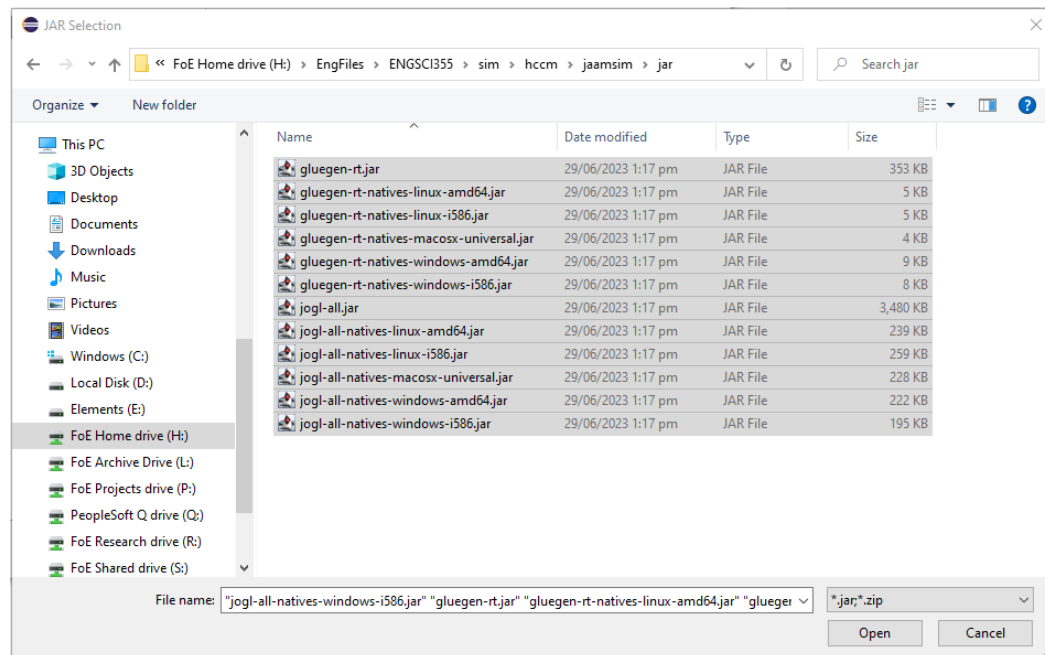 JAR Selection
« FoE Home drive (H:) > EngFiles > ENGSCI355 > sim > hccm > jaamsim > jar
Search jar
Organize
New folder
This PC
3D Objects
Desktop
Documents
Downloads
Music
Pictures
Videos
Windows (C:)
Local Disk (D:)
Elements (E:)
FoE Home drive (H:)
FoE Archive Drive (L:)
FoE Projects drive (P:)
PeopleSoft Q drive (Q:)
FoE Research drive (R:)
FoE Shared drive (S:)
Name Date modified Type Size
gluegen-rt.jar 29/06/2023 1:17 pm JAR File 353 KB
gluegen-rt-natives-linux-amd64.jar 29/06/2023 1:17 pm JAR File 5 KB
gluegen-rt-natives-linux-i586.jar 29/06/2023 1:17 pm JAR File 5 KB
gluegen-rt-natives-macosx-universal.jar 29/06/2023 1:17 pm JAR File 4 KB
gluegen-rt-natives-windows-amd64.jar 29/06/2023 1:17 pm JAR File 9 KB
gluegen-rt-natives-windows-i586.jar 29/06/2023 1:17 pm JAR File 8 KB
jogl-all.jar 29/06/2023 1:17 pm JAR File 3,480 KB
jogl-all-natives-linux-amd64.jar 29/06/2023 1:17 pm JAR File 239 KB
jogl-all-natives-linux-i586.jar 29/06/2023 1:17 pm JAR File 259 KB
jogl-all-natives-macosx-universal.jar 29/06/2023 1:17 pm JAR File 228 KB
jogl-all-natives-windows-amd64.jar 29/06/2023 1:17 pm JAR File 222 KB
jogl-all-natives-windows-i586.jar 29/06/2023 1:17 pm JAR File 195 KB
File name: "jogl-all-natives-windows-i586.jar" "gluegen-rt.jar" "gluegen-rt-natives-linux-amd64.jar" "gluegen
*.jar;*.zip
Open
Cancel